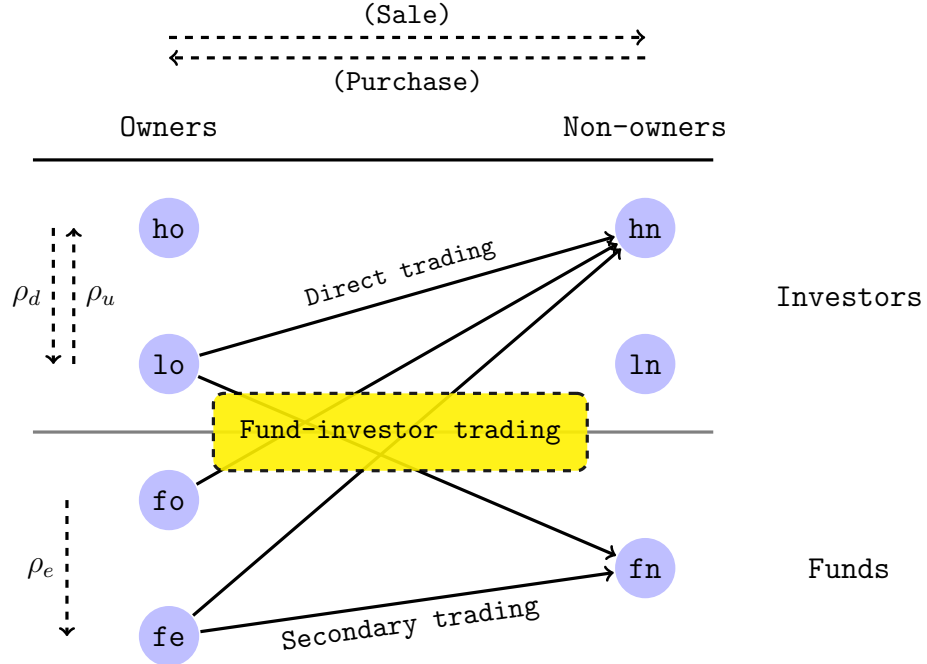 (Sale)
(Purchase)
Owners Non-owners
ho hn
Direct trading
ρd ρu Investors
lo ln
Fund-investor trading
fo
ρe fn Funds
Secondary trading
fe